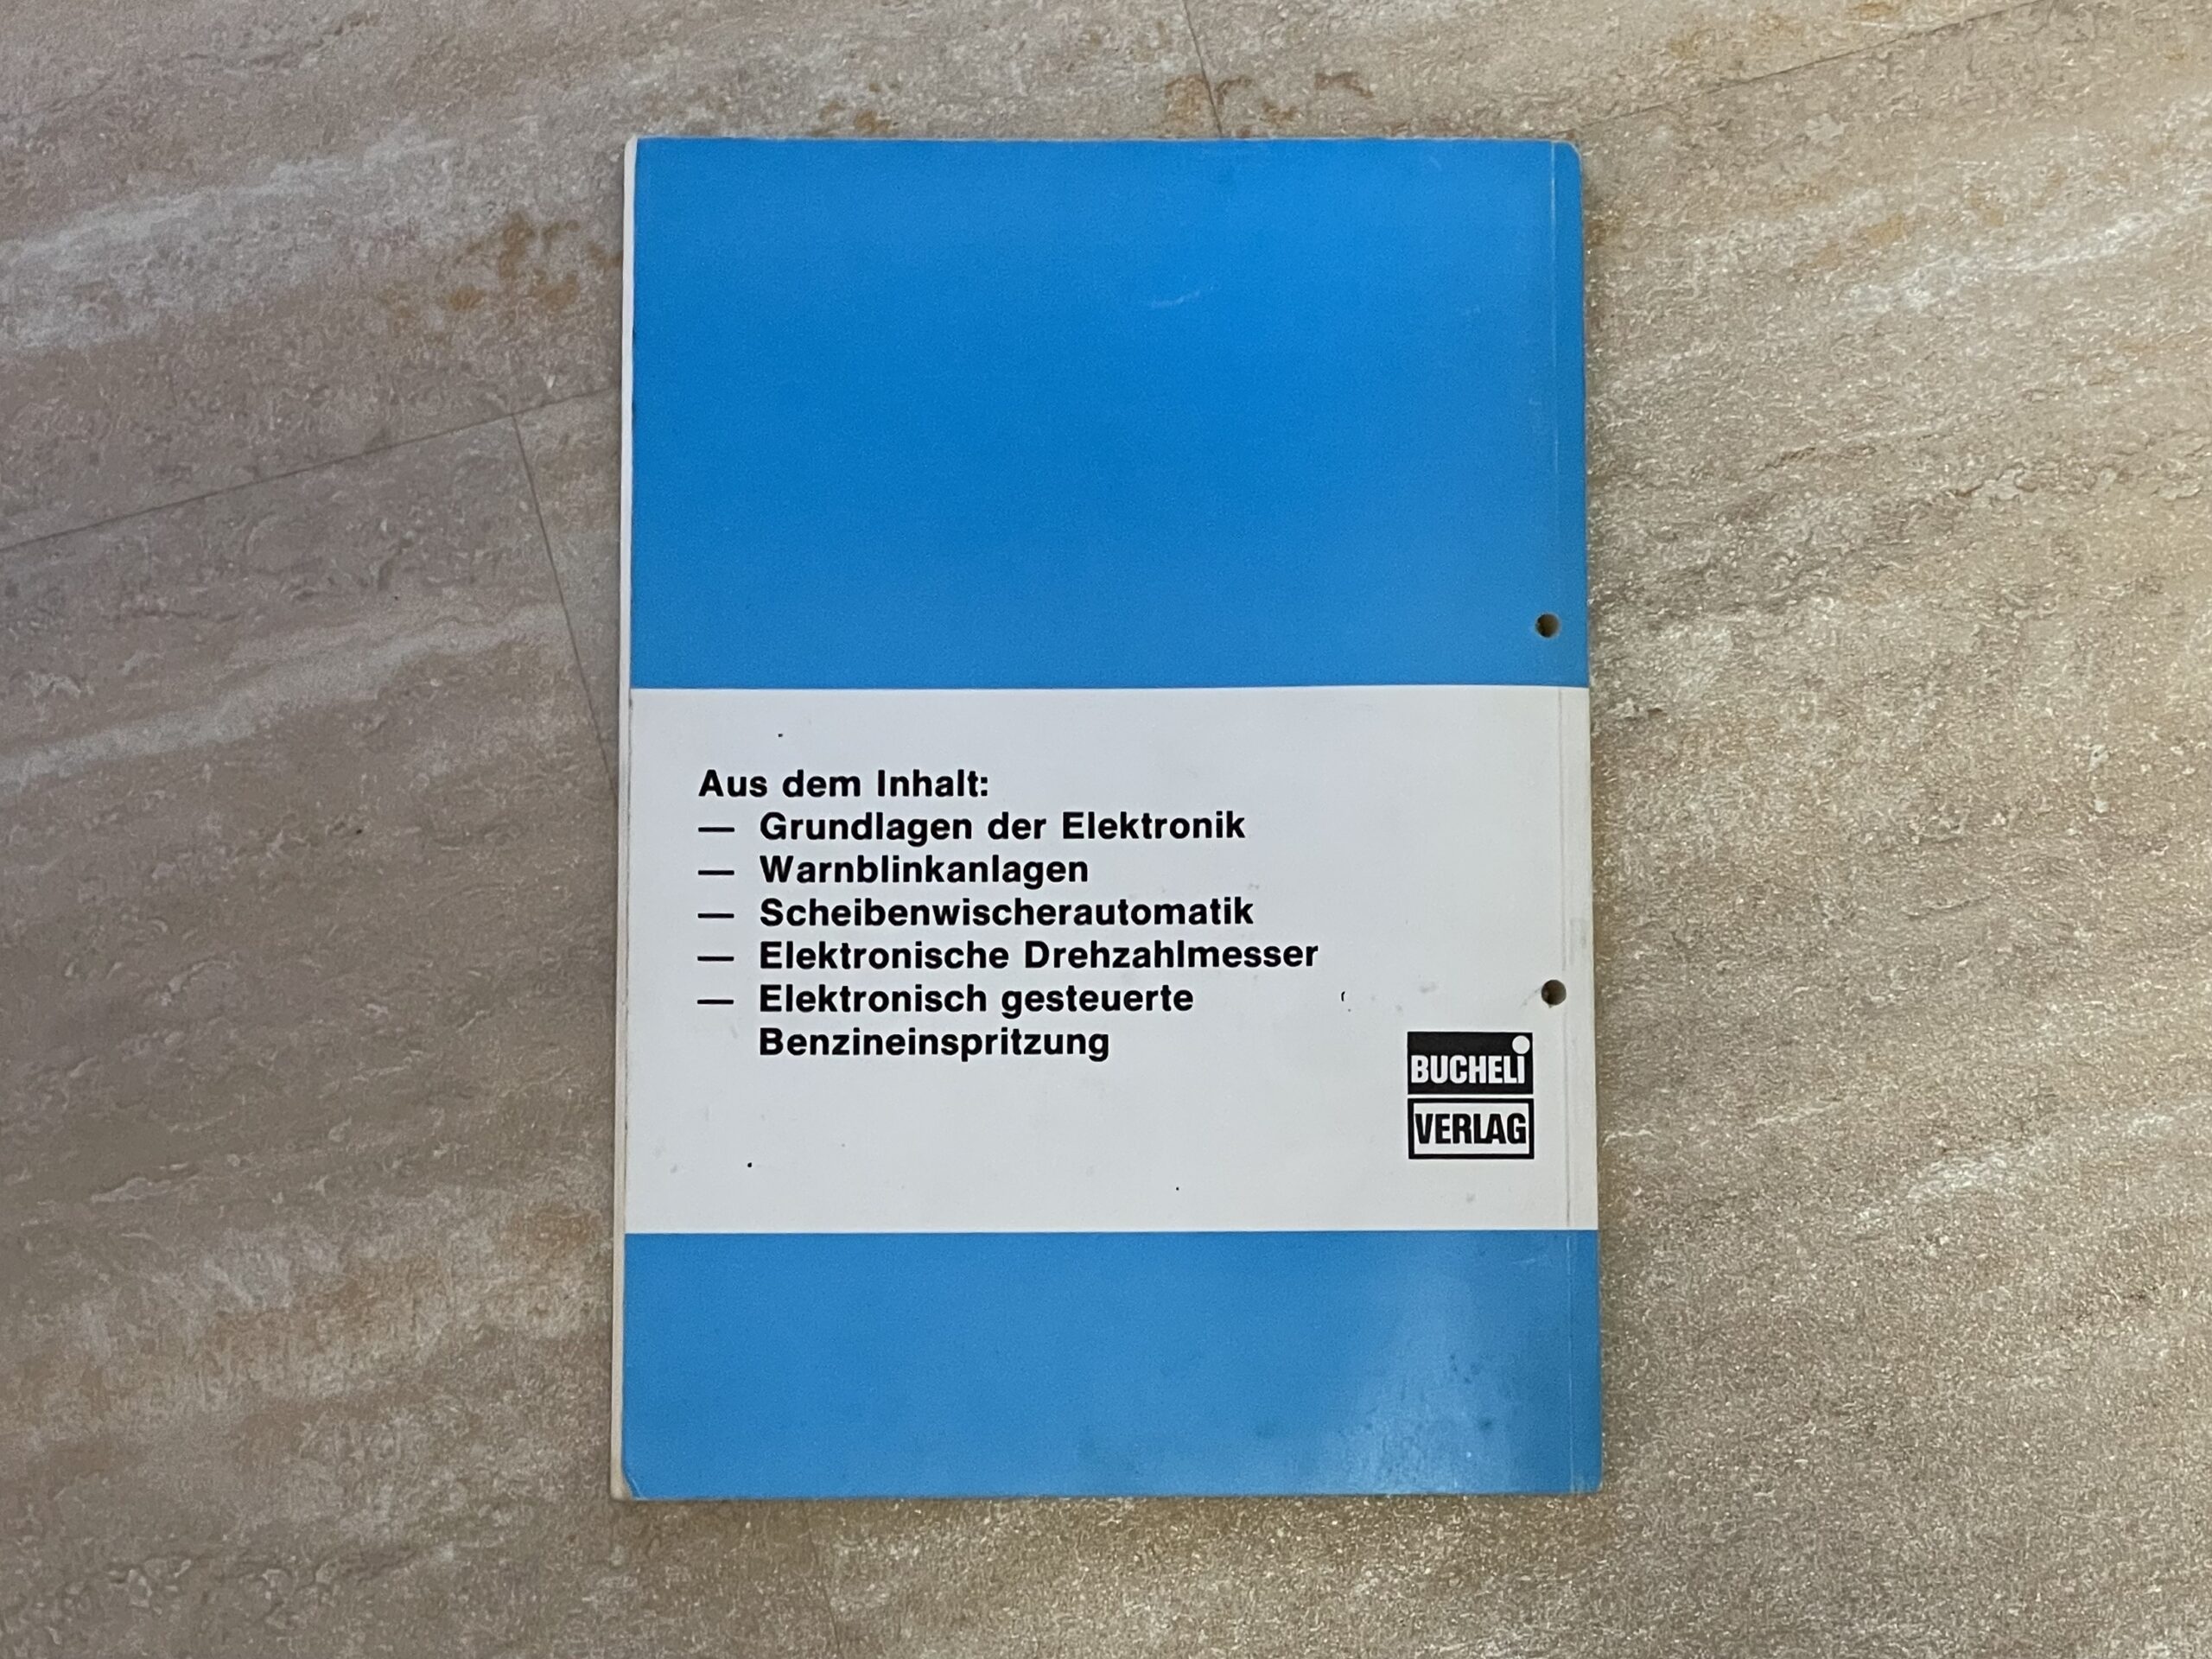 Aus dem Inhalt:
— Grundlagen der Elektronik
— Warnblinkanlagen
— Scheibenwischerautomatik
— Elektronische Drehzahlmesser
— Elektronisch gesteuerte
Benzineinspritzung
BUCHELi
VERLAG